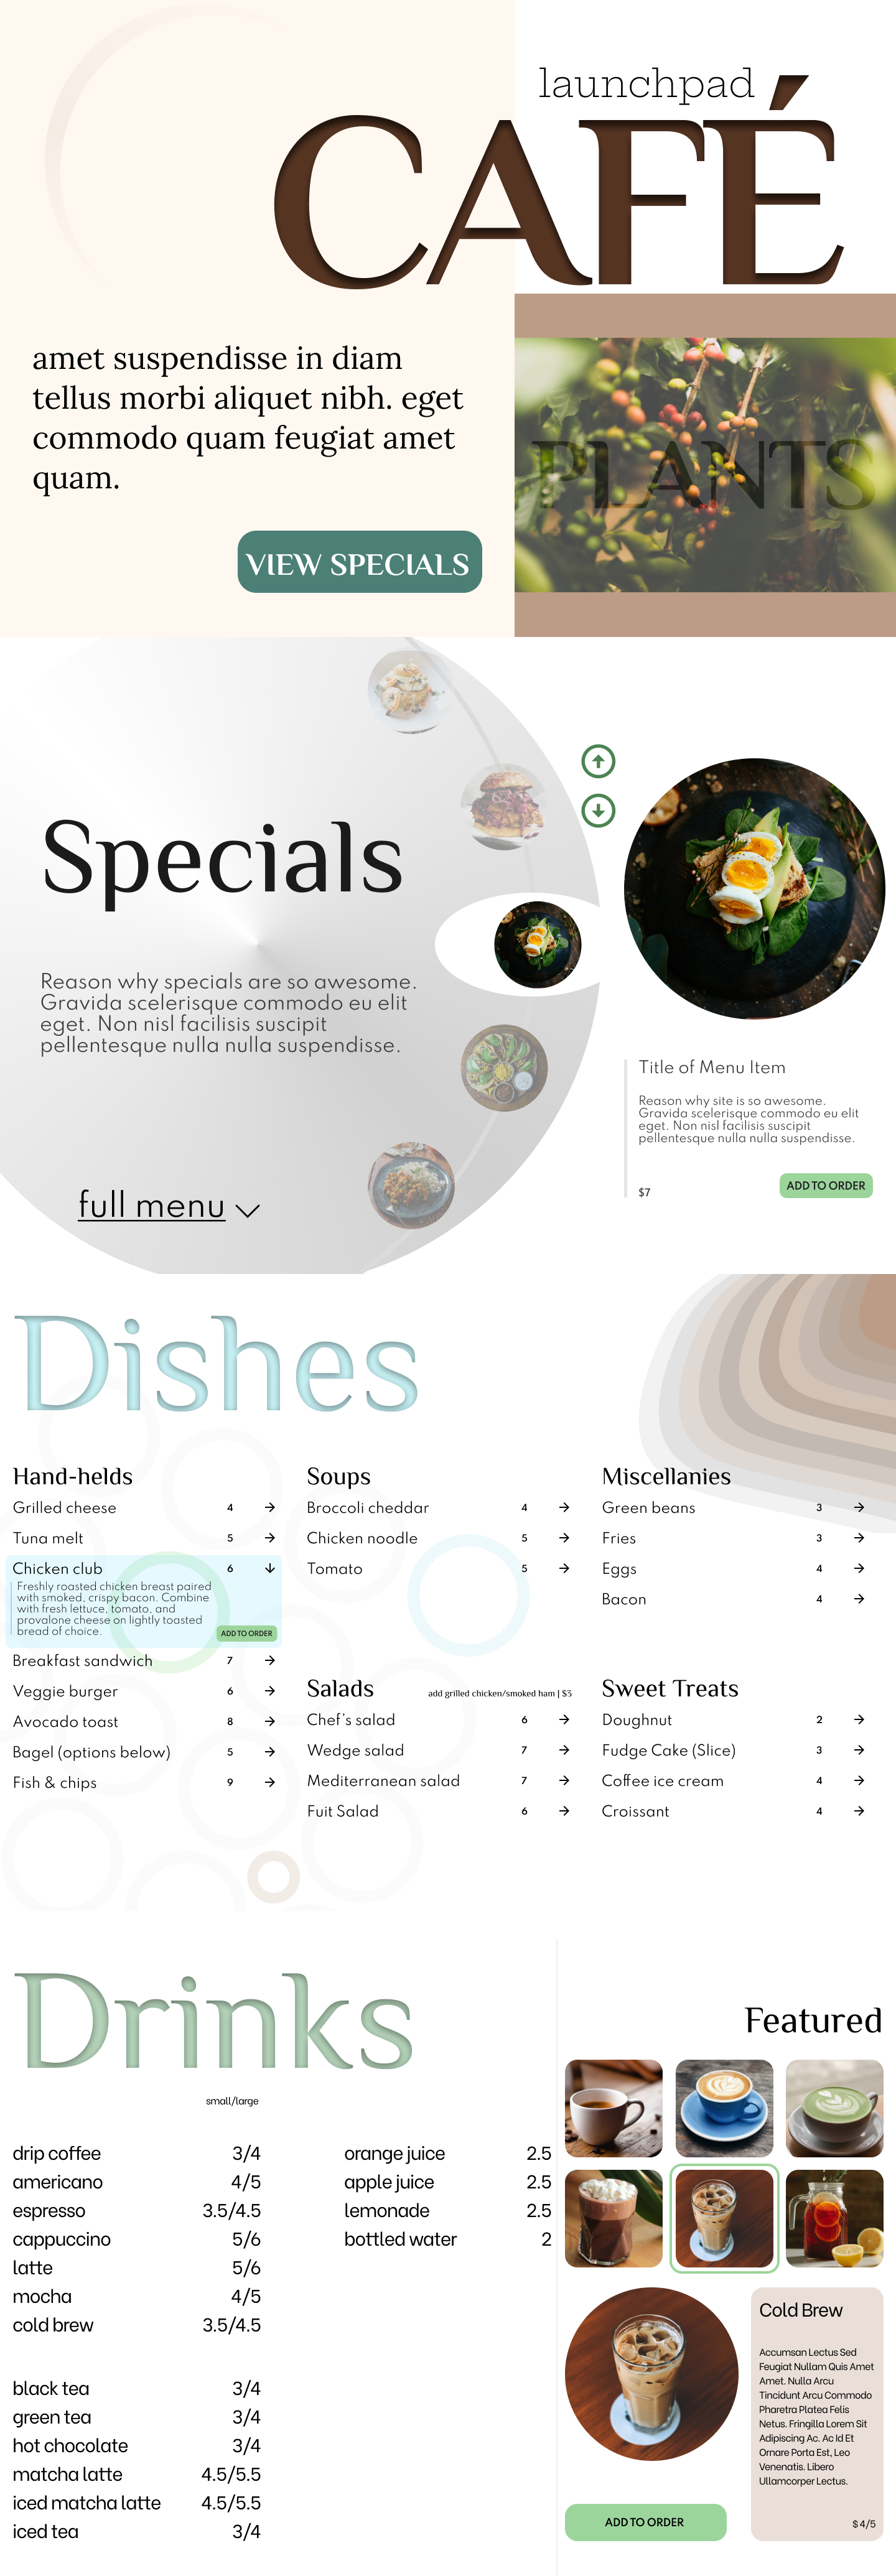 launchpad
CAFÉ
amet suspendisse in diam
tellus morbi aliquet nibh. eget
commodo quam feugiat amet
quam.
VIEW SPECIALS
PLANTS
Specials
Reason why specials are so awesome.
Gravida scelerisque commodo eu elit
eget. Non nisl facilisis suscipit
pellentesque nulla nulla suspendisse.
full menu
Title of Menu Item
Reason why site is so awesome.
Gravida scelerisque commodo eu elit
eget. Non nisl facilisis suscipit
pellentesque nulla nulla suspendisse.
$7
ADD TO ORDER
Dishes
Hand-helds
Grilled cheese 4
Tuna melt 5
Chicken club 6
Freshly roasted chicken breast paired
with smoked, crispy bacon. Combine
with fresh lettuce, tomato, and
provalone cheese on lightly toasted
bread of choice.
ADD TO ORDER
Breakfast sandwich 7
Veggie burger 6
Avocado toast 8
Bagel (options below) 5
Fish & chips 9
Soups
Broccoli cheddar 4
Chicken noodle 5
Tomato 5
Miscellanies
Green beans 3
Fries 3
Eggs 4
Bacon 4
Salads add grilled chicken/smoked ham | $3
Chef's salad 6
Wedge salad 7
Mediterranean salad 7
Fuit Salad 6
Sweet Treats
Doughnut 2
Fudge Cake (Slice) 3
Coffee ice cream 4
Croissant 4
Drinks
small/large
drip coffee 3/4
americano 4/5
espresso 3.5/4.5
cappuccino 5/6
latte 5/6
mocha 4/5
cold brew 3.5/4.5
black tea 3/4
green tea 3/4
hot chocolate 3/4
matcha latte 4.5/5.5
iced matcha latte 4.5/5.5
iced tea 3/4
orange juice 2.5
apple juice 2.5
lemonade 2.5
bottled water 2
Featured
Cold Brew
Accumsan Lectus Sed
Feugiat Nullam Quis Amet
Amet. Nulla Arcu
Tincidunt Arcu Commodo
Pharetra Platea Felis
Netus. Fringilla Lorem Sit
Adipiscing Ac. Ac Id Et
Ornare Porta Est, Leo
Venenatis. Libero
Ullamcorper Lectus.
$ 4/5
ADD TO ORDER